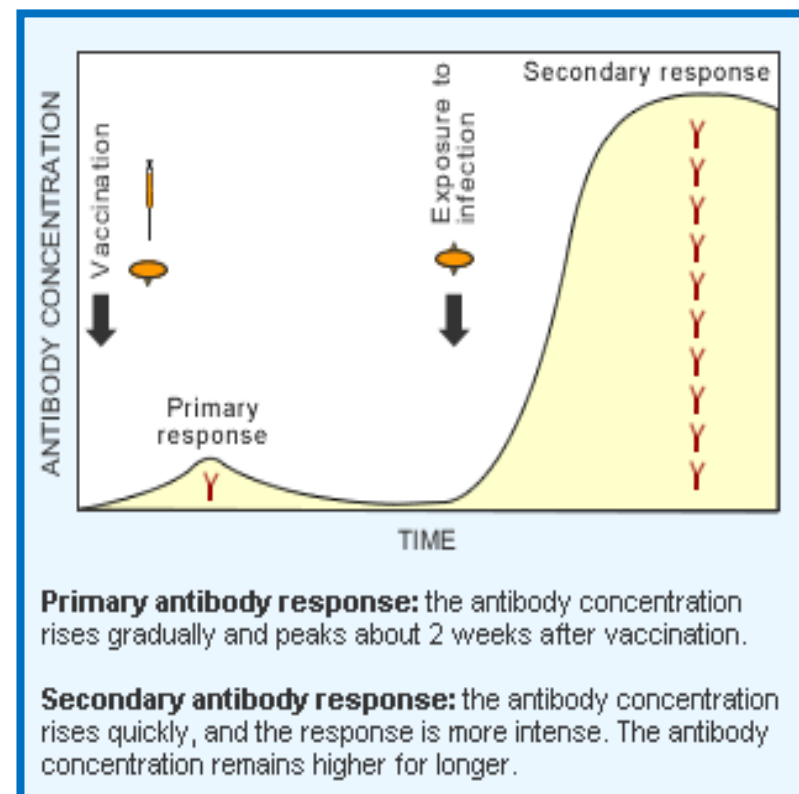 Secondary response
ANTIBODY CONCENTRATION
Vaccination
Exposure to
infection
Primary
response
TIME
Primary antibody response: the antibody concentration
rises gradually and peaks about 2 weeks after vaccination.
Secondary antibody response: the antibody concentration
rises quickly, and the response is more intense. The antibody
concentration remains higher for longer.